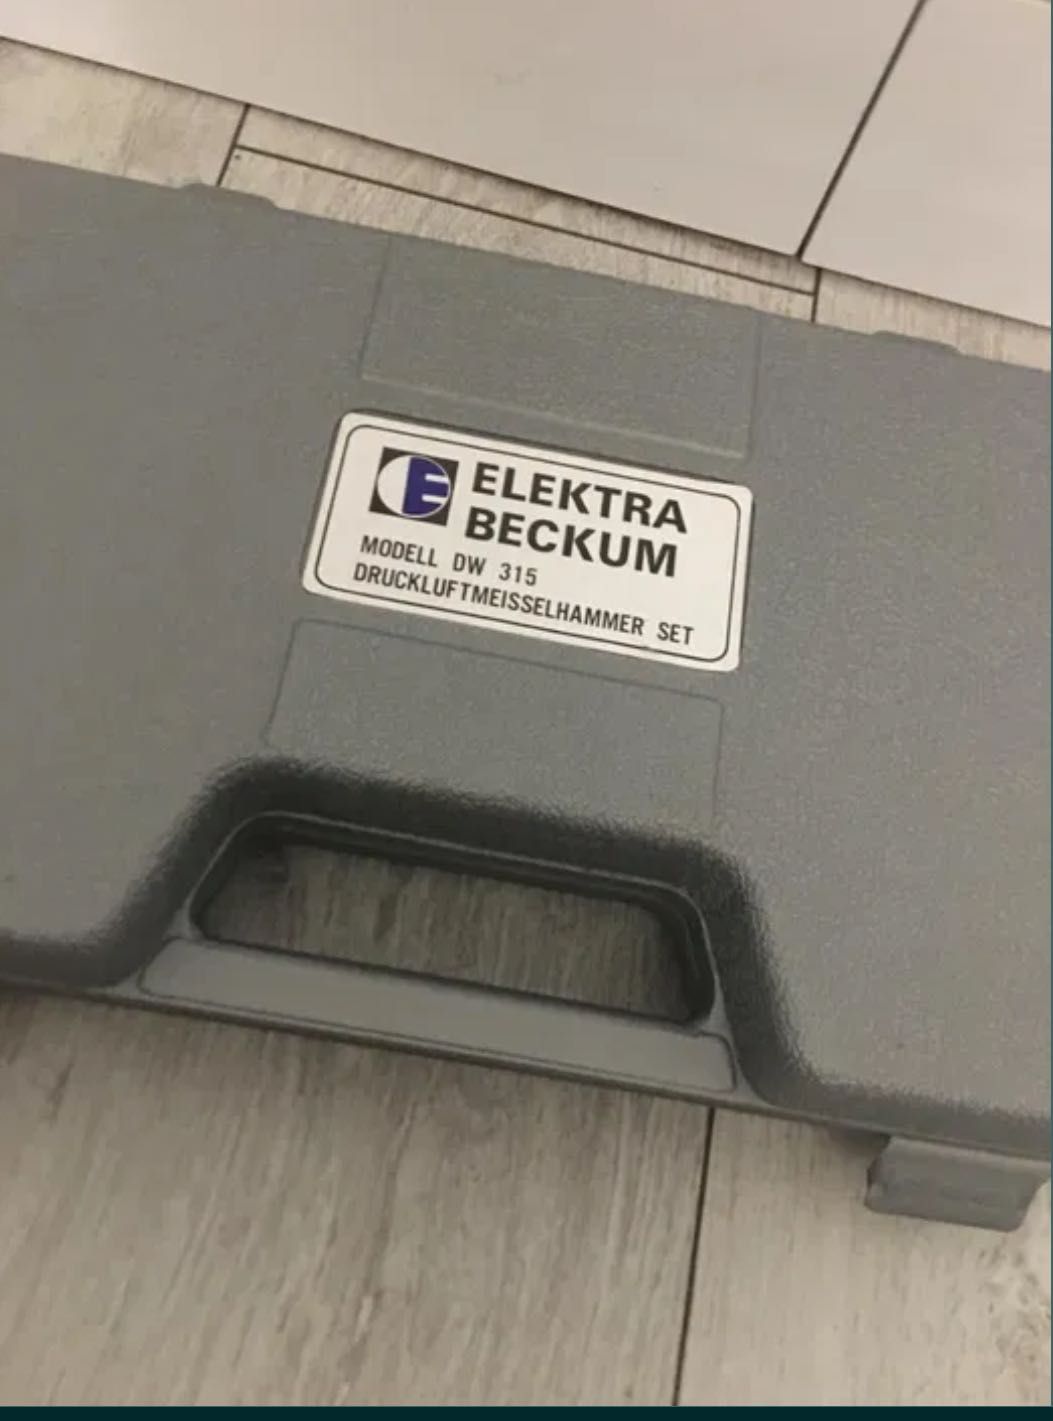 ELEKTRA
BECKUM
MODELL DW 315
DRUCKLUFTMEISSELHAMMER SET